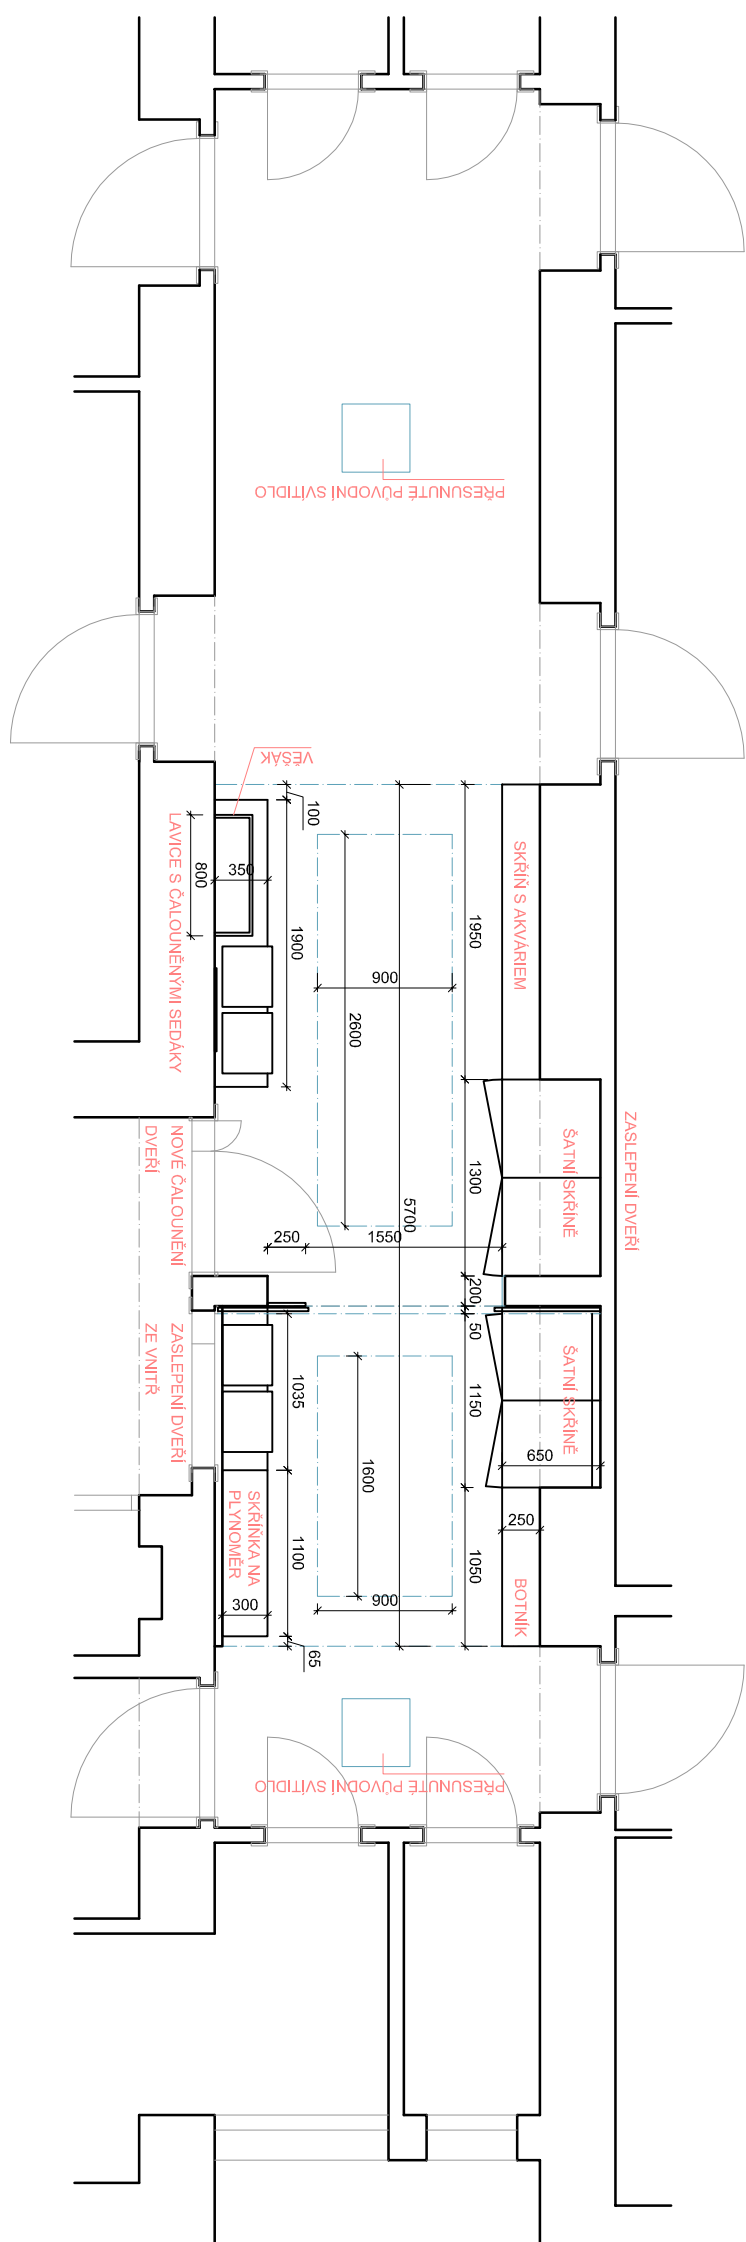 PŘESUNUTÉ PŮVODNÍ SVÍTIDLO
VĚŠÁK
100
LAVICE S ČALOUNĚNÝMI SEDÁKY
800
350
1900
900
2600
5700
1950
SKŘÍŇ S AKVÁRIEM
1300
ŠATNÍ SKŘÍNĚ
ZASLEPENÍ DVEŘÍ
NOVÉ ČALOUNĚNÍ
DVEŘÍ
250
1550
200
50
ZASLEPENÍ DVEŘÍ
ZE VNITŘ
1035
1600
1150
ŠATNÍ SKŘÍNĚ
650
SKŘÍŇKA NA
PLYNOMĚR
300
1100
900
1050
250
BOTNÍK
65
PŘESUNUTÉ PŮVODNÍ SVÍTIDLO